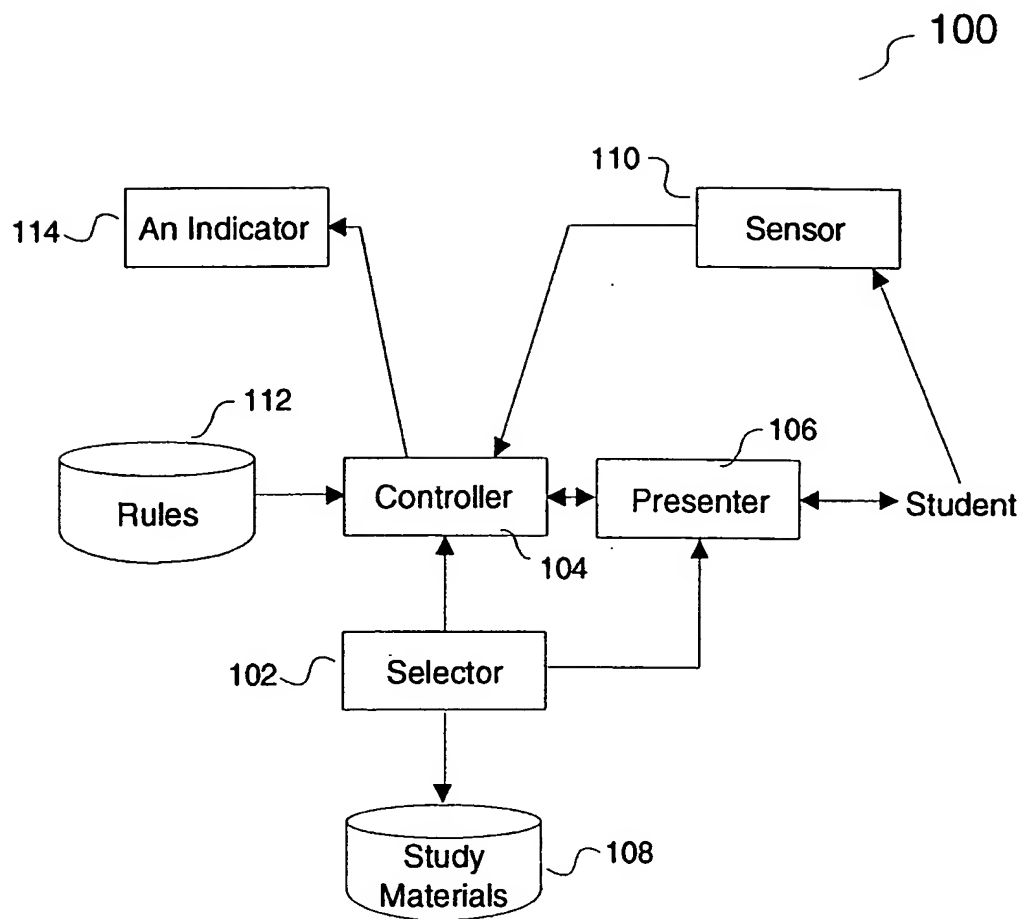 100
110
114
An Indicator
Sensor
112
106
Rules
Controller
Presenter
Student
104
102
Selector
Study
Materials
108